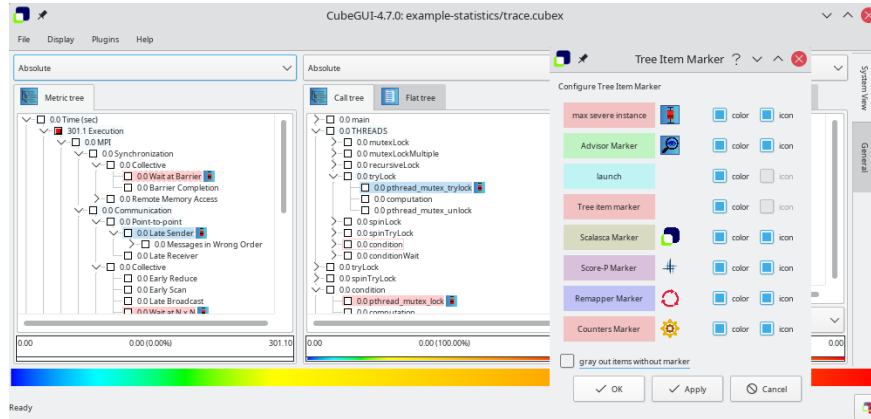 CubeGUI-4.7.0: example-statistics/trace.cubex
File Display Plugins Help
Absolute
Metric tree
0.0 Time (sec)
301.1 Execution
0.0 MPI
0.0 Synchronization
0.0 Collective
0.0 Wait at Barrier
0.0 Barrier Completion
0.0 Remote Memory Access
0.0 Communication
0.0 Point-to-point
0.0 Late Sender
0.0 Messages in Wrong Order
0.0 Late Receiver
0.0 Collective
0.0 Early Reduce
0.0 Early Scan
0.0 Late Broadcast
0.0 Wait at N x N
0.00 0.00 (0.00%) 301.10
Absolute
Call tree Flat tree
0.0 main
0.0 THREADS
0.0 mutexLock
0.0 mutexLockMultiple
0.0 recursiveLock
0.0 tryLock
0.0 pthread_mutex_trylock
0.0 computation
0.0 pthread_mutex_unlock
0.0 spinLock
0.0 spinTryLock
0.0 condition
0.0 conditionWait
0.0 tryLock
0.0 spinTryLock
0.0 condition
0.0 pthread_mutex_lock
0.0 computation
0.00 0.00 (100.00%)
0.00
Tree Item Marker
Configure Tree Item Marker
max severe instance color icon
Advisor Marker color icon
launch color icon
Tree item marker color icon
Scalasca Marker color icon
Score-P Marker color icon
Remapper Marker color icon
Counters Marker color icon
gray out items without marker
OK Apply Cancel
System View
General
Ready